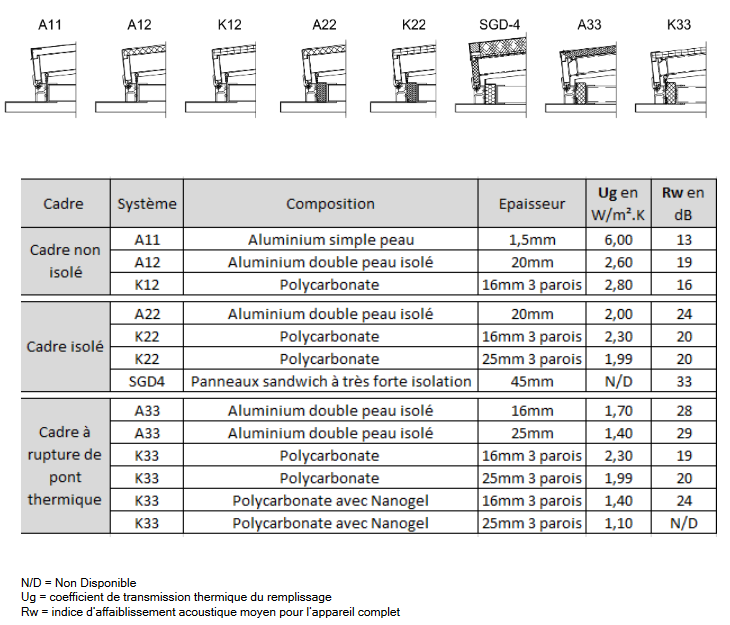 A11 A12 K12 A22 K22 SGD-4 A33 K33
Cadre Système Composition Epaisseur Ug en W/m².K Rw en dB
Cadre non isolé
A11 Aluminium simple peau 1,5mm 6,00 13
A12 Aluminium double peau isolé 20mm 2,60 19
K12 Polycarbonate 16mm 3 parois 2,80 16
Cadre isolé
A22 Aluminium double peau isolé 20mm 2,00 24
K22 Polycarbonate 16mm 3 parois 2,30 20
K22 Polycarbonate 25mm 3 parois 1,99 20
SGD4 Panneaux sandwich à très forte isolation 45mm N/D 33
Cadre à rupture de pont thermique
A33 Aluminium double peau isolé 16mm 1,70 28
A33 Aluminium double peau isolé 25mm 1,40 29
K33 Polycarbonate 16mm 3 parois 2,30 19
K33 Polycarbonate 25mm 3 parois 1,99 20
K33 Polycarbonate avec Nanogel 16mm 3 parois 1,40 24
K33 Polycarbonate avec Nanogel 25mm 3 parois 1,10 N/D
N/D = Non Disponible
Ug = coefficient de transmission thermique du remplissage
Rw = indice d'affaiblissement acoustique moyen pour l'appareil complet